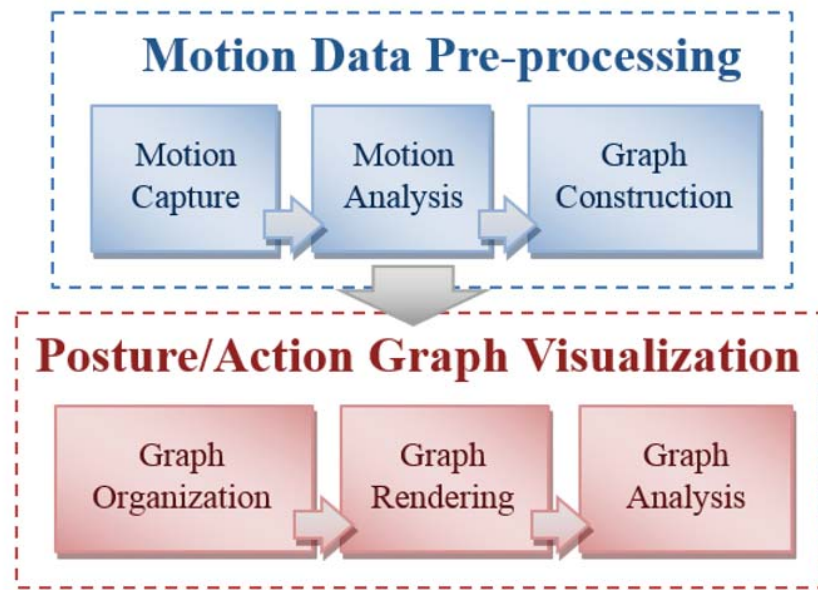 Motion Data Pre-processing
Motion
Capture
Motion
Analysis
Graph
Construction
Posture/Action Graph Visualization
Graph
Organization
Graph
Rendering
Graph
Analysis